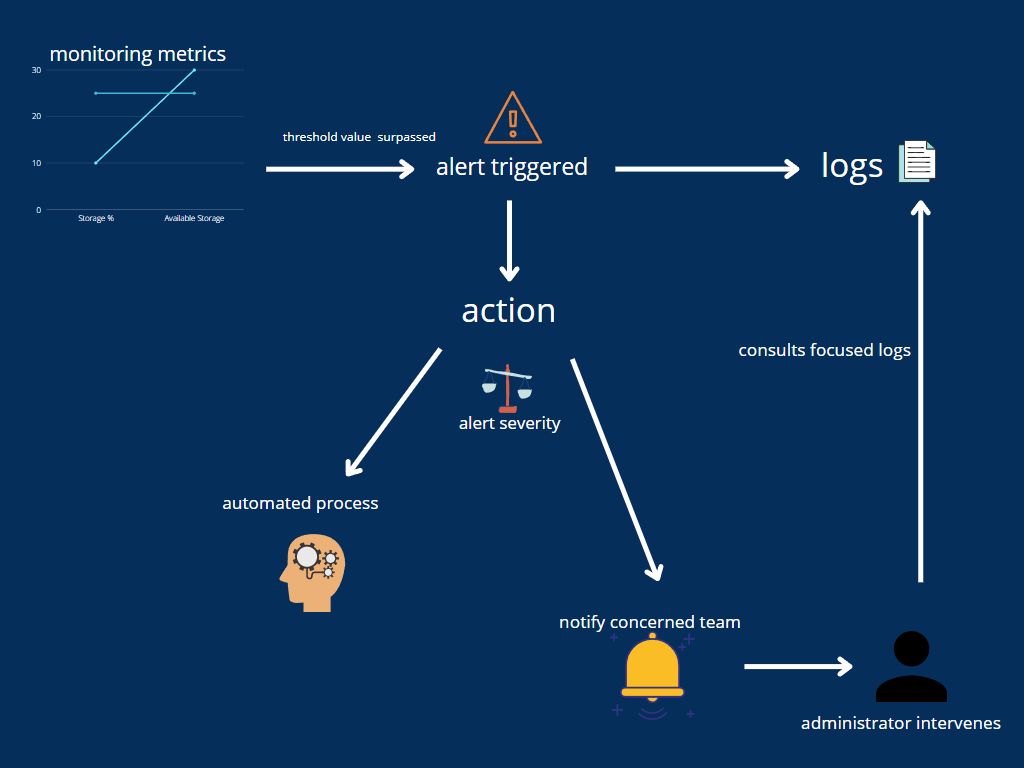 monitoring metrics
30
20
10
0
Storage %
Available Storage
threshold value  surpassed
alert triggered
logs
action
alert severity
consults focused logs
automated process
notify concerned team
administrator intervenes